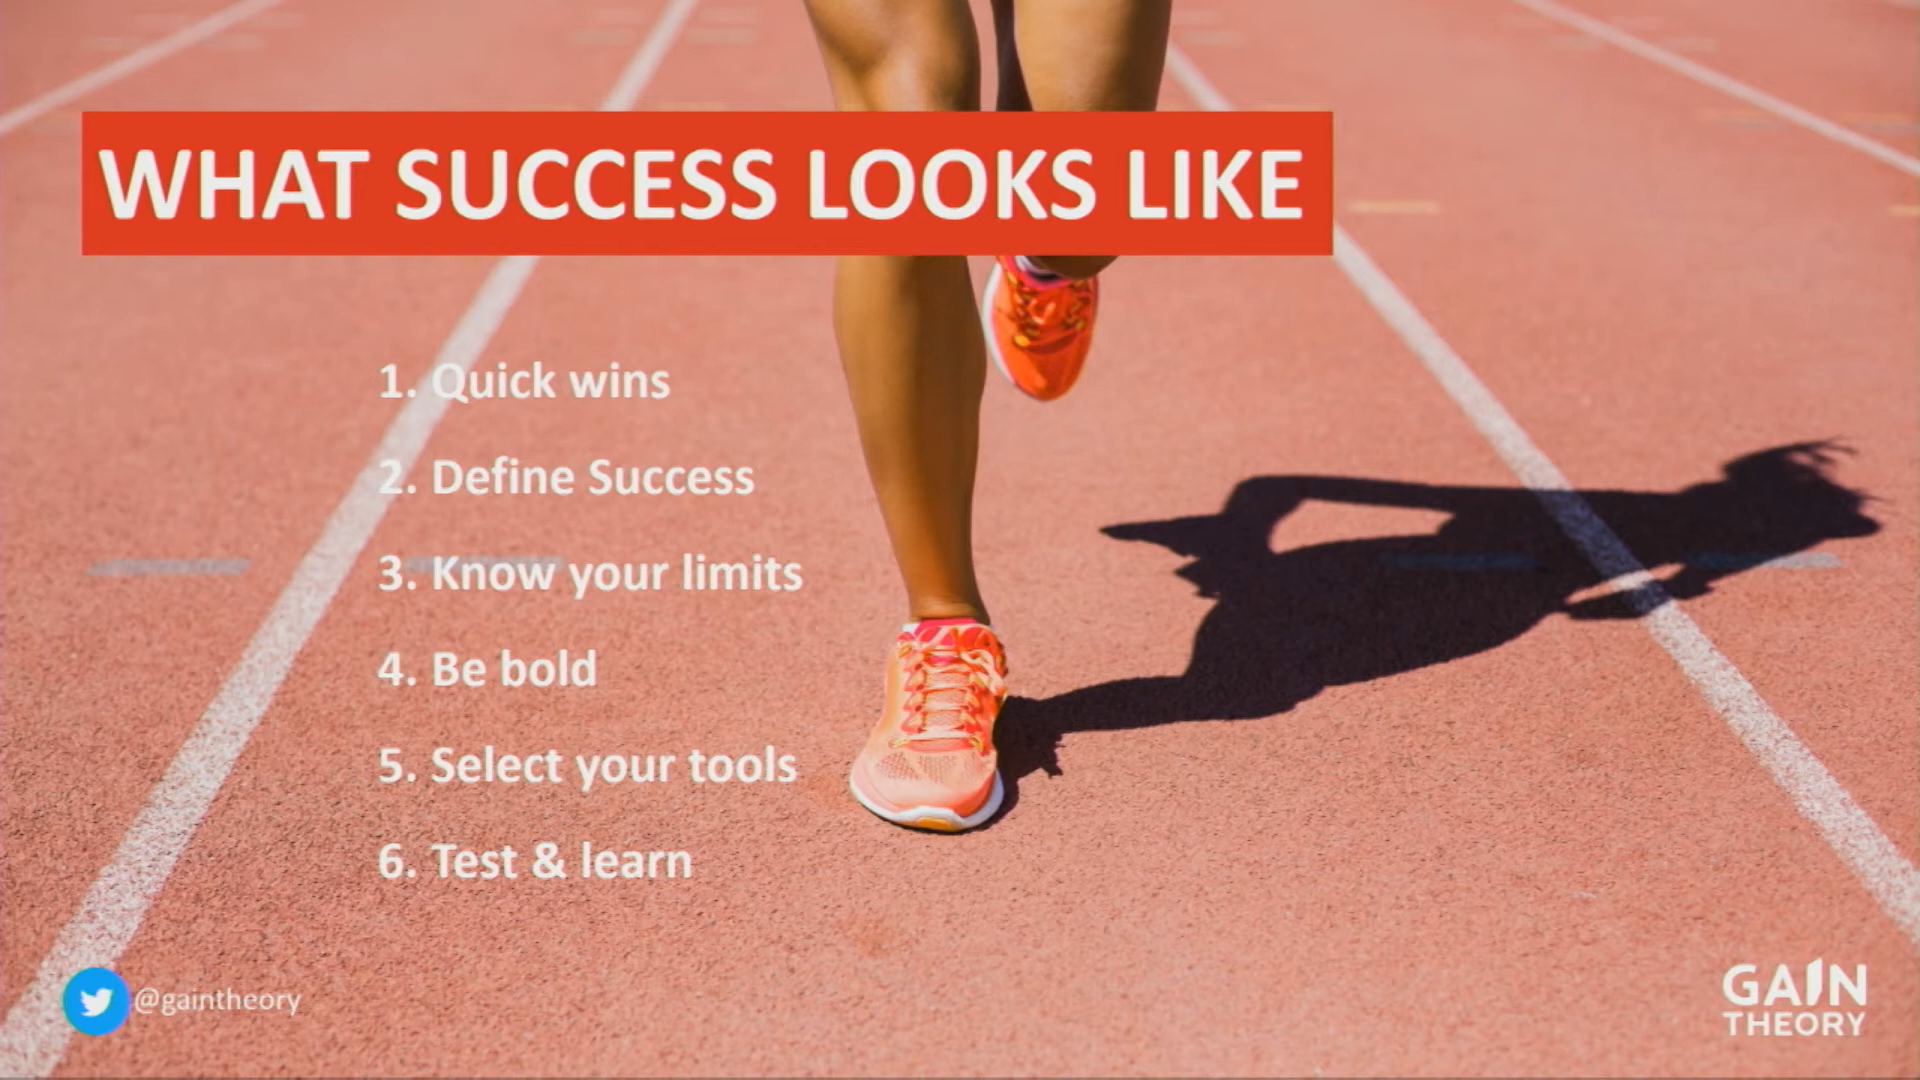 WHAT SUCCESS LOOKS LIKE
1. Quick wins
2. Define Success
3. Know your limits
4. Be bold
5. Select your tools
6. Test & learn
@gaintheory
GAIN
THEORY